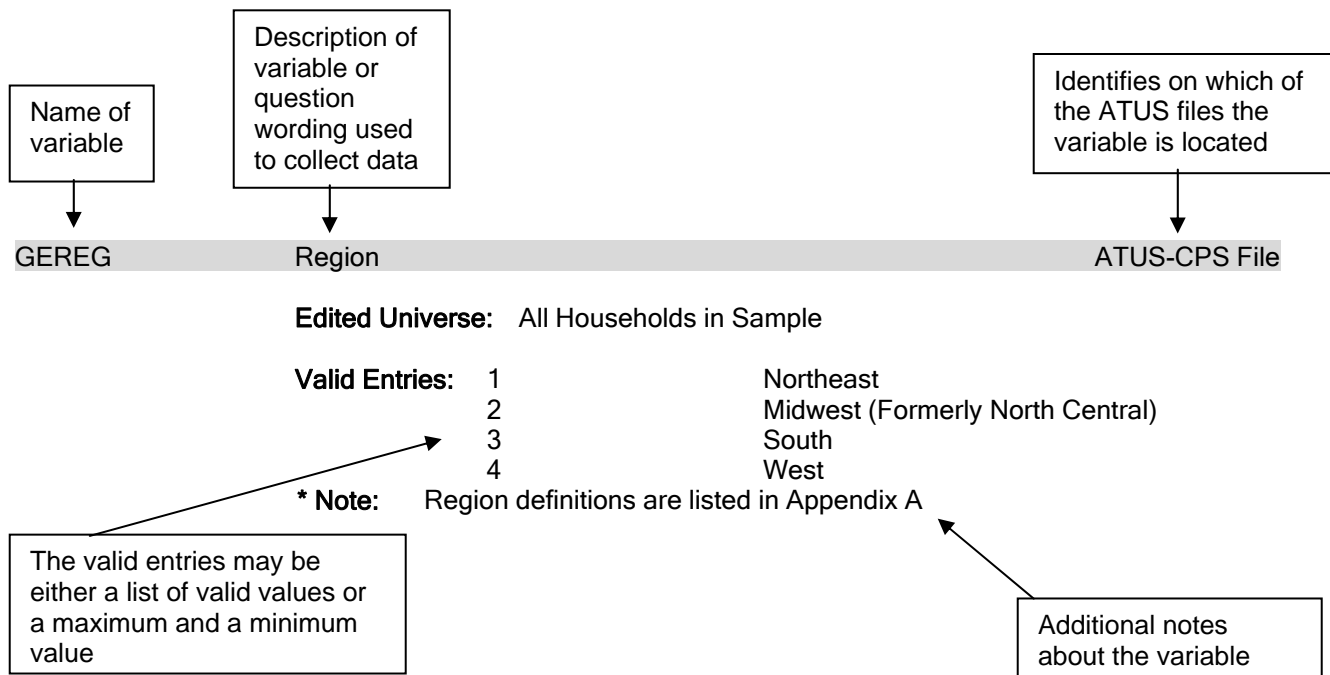 Name of
variable
Description of
variable or
question
wording used
to collect data
Identifies on which of
the ATUS files the
variable is located
GEREG Region ATUS-CPS File
Edited Universe: All Households in Sample
Valid Entries: 1 Northeast
2 Midwest (Formerly North Central)
3 South
4 West
* Note: Region definitions are listed in Appendix A
The valid entries may be
either a list of valid values or
a maximum and a minimum
value
Additional notes
about the variable